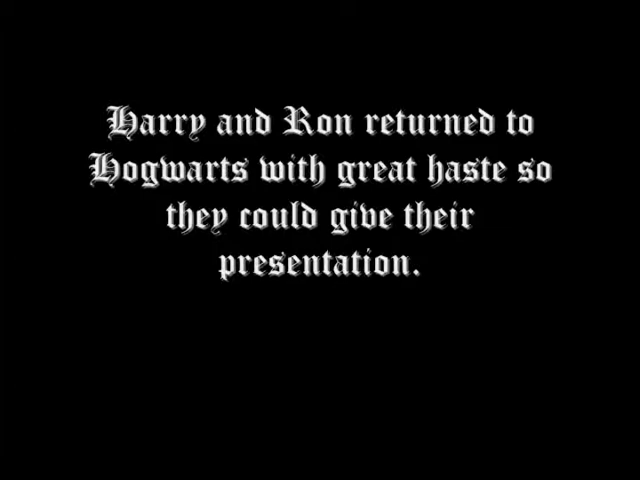 Harry and Ron returned to
Hogwarts with great haste so
they could give their
presentation.